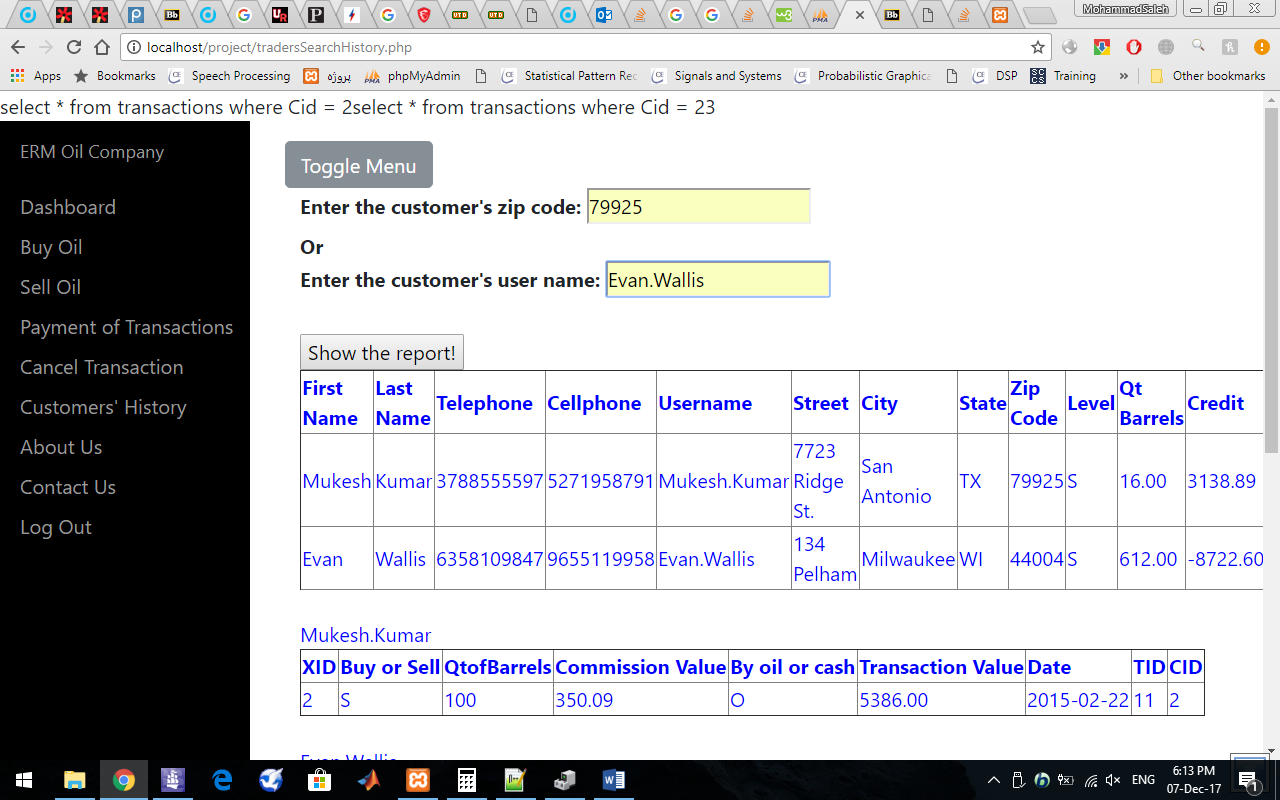 MohammadSaleh
localhost/project/tradersSearchHistory.php
Apps Bookmarks Speech Processing پروژه phpMyAdmin Statistical Pattern Rec Signals and Systems Probabilistic Graphica DSP Training » Other bookmarks
select * from transactions where Cid = 2select * from transactions where Cid = 23
ERM Oil Company
Dashboard
Buy Oil
Sell Oil
Payment of Transactions
Cancel Transaction
Customers' History
About Us
Contact Us
Log Out
Toggle Menu
Enter the customer's zip code: 79925
Or
Enter the customer's user name: Evan.Wallis
Show the report!
First Name Last Name Telephone Cellphone Username Street City State Zip Code Level Qt Barrels Credit
Mukesh Kumar 3788555597 5271958791 Mukesh.Kumar 7723 Ridge St. San Antonio TX 79925 S 16.00 3138.89
Evan Wallis 6358109847 9655119958 Evan.Wallis 134 Pelham Milwaukee WI 44004 S 612.00 -8722.60
Mukesh.Kumar
XID Buy or Sell QtofBarrels Commission Value By oil or cash Transaction Value Date TID CID
2 S 100 350.09 O 5386.00 2015-02-22 11 2
Evan.Wallis
ENG 6:13 PM
07-Dec-17 1